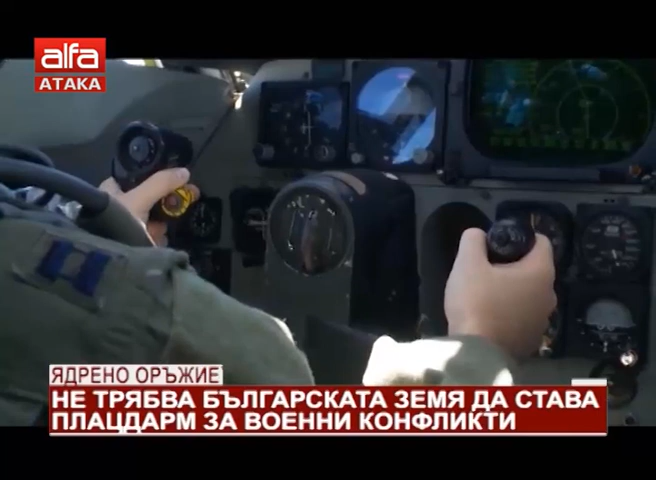 alfa
АТАКА
ЯДРЕНО ОРЪЖИЕ
НЕ ТРЯБВА БЪЛГАРСКАТА ЗЕМЯ ДА СТАВА
ПЛАЦДАРМ ЗА ВОЕННИ КОНФЛИКТИ